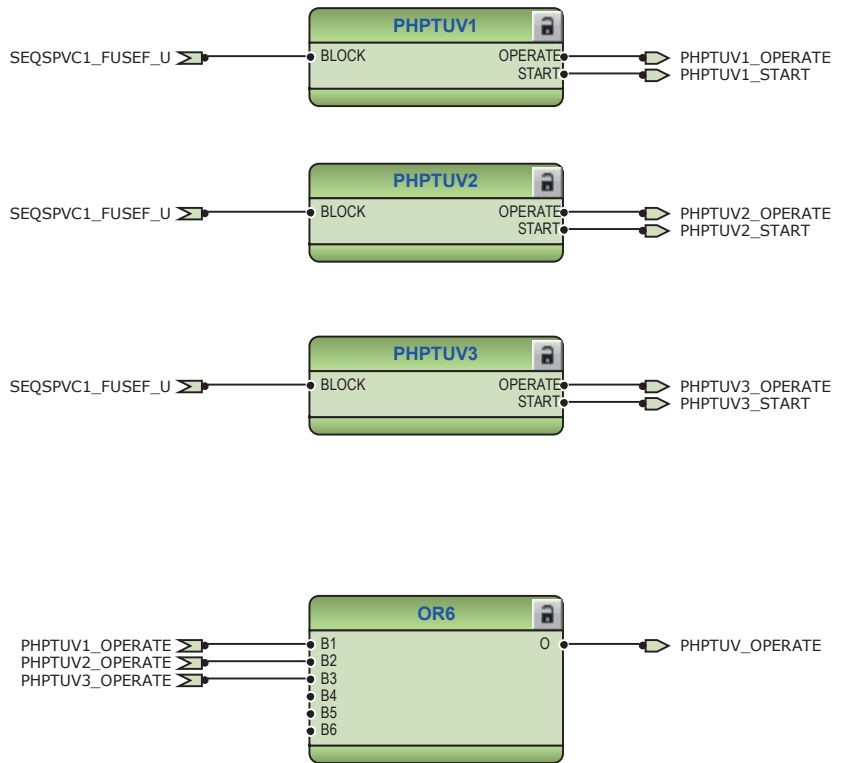 PHPTUV1
SEQSPVC1_FUSEF_U BLOCK OPERATE PHPTUV1_OPERATE
START PHPTUV1_START
PHPTUV2
SEQSPVC1_FUSEF_U BLOCK OPERATE PHPTUV2_OPERATE
START PHPTUV2_START
PHPTUV3
SEQSPVC1_FUSEF_U BLOCK OPERATE PHPTUV3_OPERATE
START PHPTUV3_START
OR6
PHPTUV1_OPERATE B1 O PHPTUV_OPERATE
PHPTUV2_OPERATE B2
PHPTUV3_OPERATE B3
B4
B5
B6